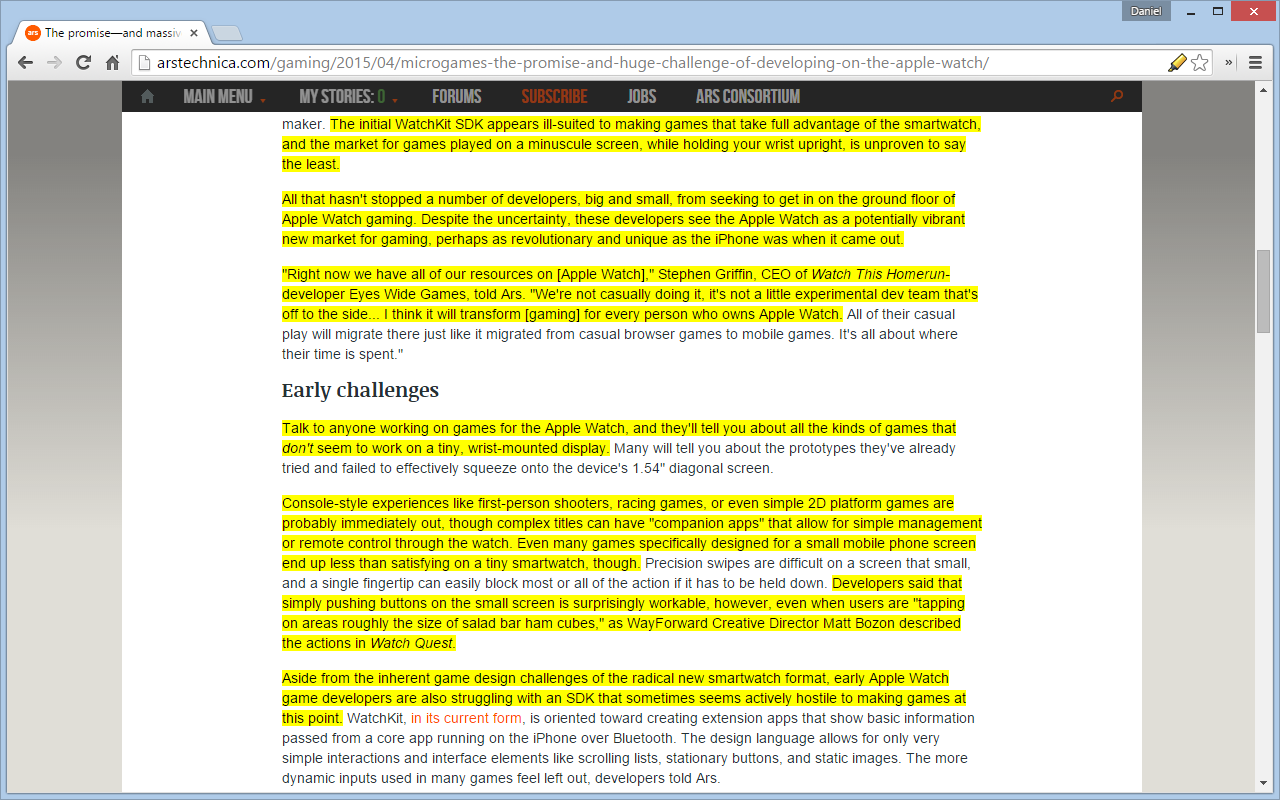 Daniel
ars The promise—and massiv
arstechnica.com/gaming/2015/04/microgames-the-promise-and-huge-challenge-of-developing-on-the-apple-watch/
MAIN MENU MY STORIES: 0 FORUMS SUBSCRIBE JOBS ARS CONSORTIUM
maker. The initial WatchKit SDK appears ill-suited to making games that take full advantage of the smartwatch,
and the market for games played on a minuscule screen, while holding your wrist upright, is unproven to say
the least.
All that hasn't stopped a number of developers, big and small, from seeking to get in on the ground floor of
Apple Watch gaming. Despite the uncertainty, these developers see the Apple Watch as a potentially vibrant
new market for gaming, perhaps as revolutionary and unique as the iPhone was when it came out.
"Right now we have all of our resources on [Apple Watch]," Stephen Griffin, CEO of Watch This Homerun-
developer Eyes Wide Games, told Ars. "We're not casually doing it, it's not a little experimental dev team that's
off to the side... I think it will transform [gaming] for every person who owns Apple Watch. All of their casual
play will migrate there just like it migrated from casual browser games to mobile games. It's all about where
their time is spent."
Early challenges
Talk to anyone working on games for the Apple Watch, and they'll tell you about all the kinds of games that
don't seem to work on a tiny, wrist-mounted display. Many will tell you about the prototypes they've already
tried and failed to effectively squeeze onto the device's 1.54" diagonal screen.
Console-style experiences like first-person shooters, racing games, or even simple 2D platform games are
probably immediately out, though complex titles can have "companion apps" that allow for simple management
or remote control through the watch. Even many games specifically designed for a small mobile phone screen
end up less than satisfying on a tiny smartwatch, though. Precision swipes are difficult on a screen that small,
and a single fingertip can easily block most or all of the action if it has to be held down. Developers said that
simply pushing buttons on the small screen is surprisingly workable, however, even when users are "tapping
on areas roughly the size of salad bar ham cubes," as WayForward Creative Director Matt Bozon described
the actions in Watch Quest.
Aside from the inherent game design challenges of the radical new smartwatch format, early Apple Watch
game developers are also struggling with an SDK that sometimes seems actively hostile to making games at
this point. WatchKit, in its current form, is oriented toward creating extension apps that show basic information
passed from a core app running on the iPhone over Bluetooth. The design language allows for only very
simple interactions and interface elements like scrolling lists, stationary buttons, and static images. The more
dynamic inputs used in many games feel left out, developers told Ars.